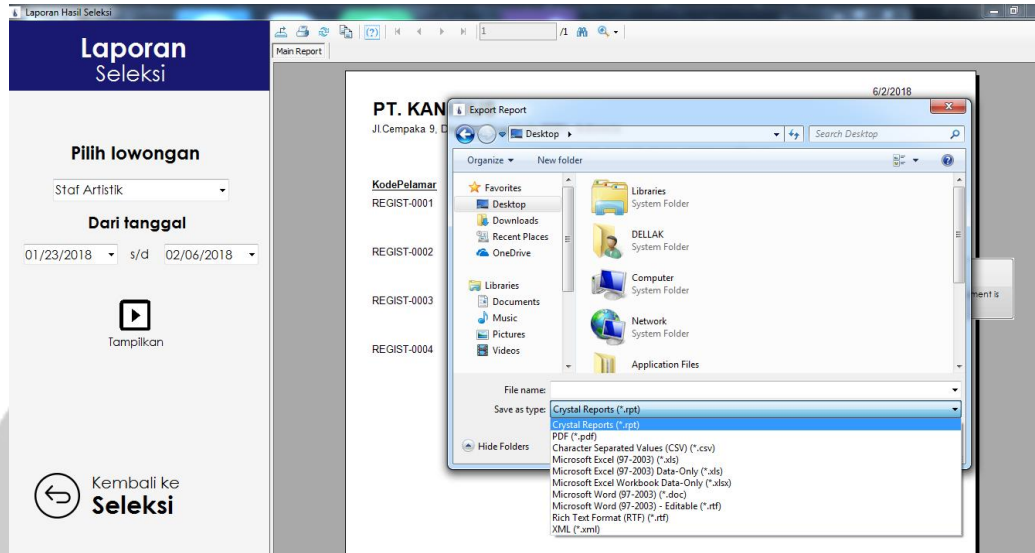 Laporan Hasil Seleksi
Laporan
Seleksi
Pilih lowongan
Staf Artistik
Dari tanggal
01/23/2018 s/d 02/06/2018
Tampilkan
Kembali ke
Seleksi
1 /1
Main Report
6/2/2018
PT. KAN
Jl.Cempaka 9, D
KodePelamar
REGIST-0001
REGIST-0002
REGIST-0003
REGIST-0004
ment is
Export Report
Desktop
Search Desktop
Organize New folder
Favorites
Desktop
Downloads
Recent Places
OneDrive
Libraries
Documents
Music
Pictures
Videos
Libraries
System Folder
DELLAK
System Folder
Computer
System Folder
Network
System Folder
Application Files
File name:
Save as type: Crystal Reports (*.rpt)
Crystal Reports (*.rpt)
PDF (*.pdf)
Character Separated Values (CSV) (*.csv)
Microsoft Excel (97-2003) (*.xls)
Microsoft Excel (97-2003) Data-Only (*.xls)
Microsoft Excel Workbook Data-Only (*.xlsx)
Microsoft Word (97-2003) (*.doc)
Microsoft Word (97-2003) - Editable (*.rtf)
Rich Text Format (RTF) (*.rtf)
XML (*.xml)
Hide Folders